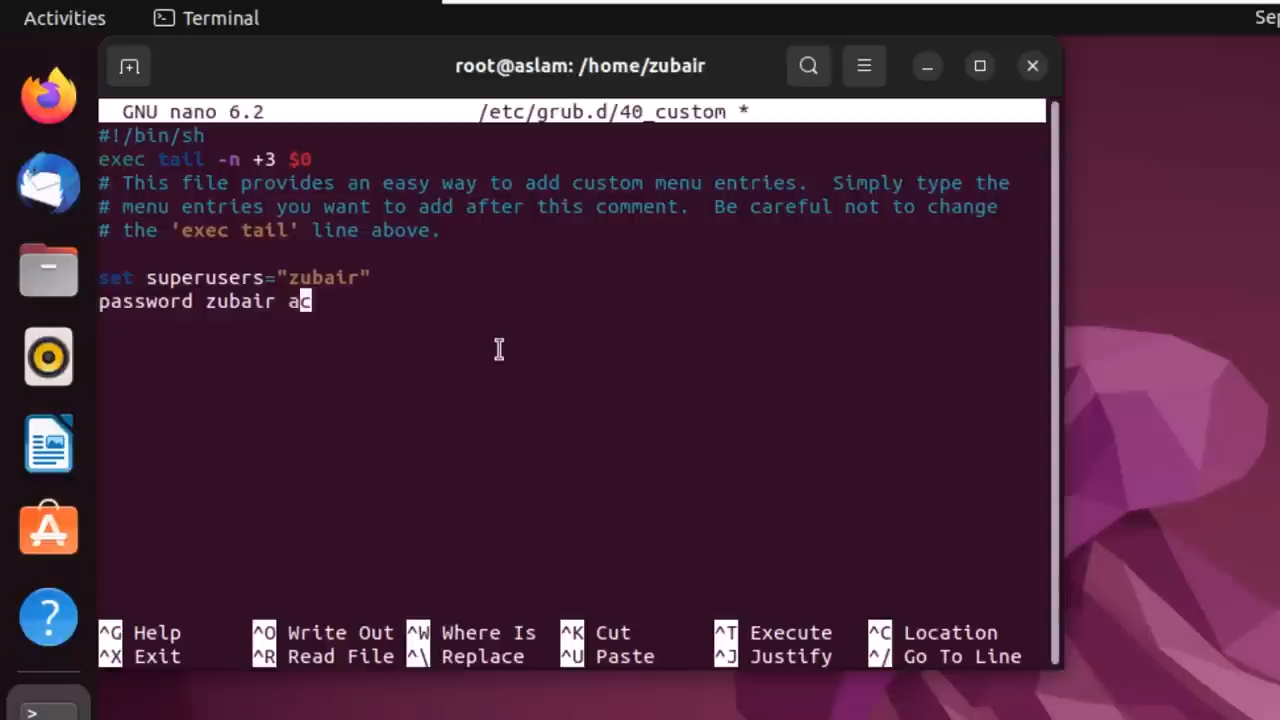 Activities Terminal Sep
root@aslam: /home/zubair
GNU nano 6.2 /etc/grub.d/40_custom *
#!/bin/sh
exec tail -n +3 $0
# This file provides an easy way to add custom menu entries.  Simply type the
# menu entries you want to add after this comment.  Be careful not to change
# the 'exec tail' line above.
set superusers="zubair"
password zubair ac
^G Help ^O Write Out ^W Where Is ^K Cut ^T Execute ^C Location
^X Exit ^R Read File ^\ Replace ^U Paste ^J Justify ^/ Go To Line